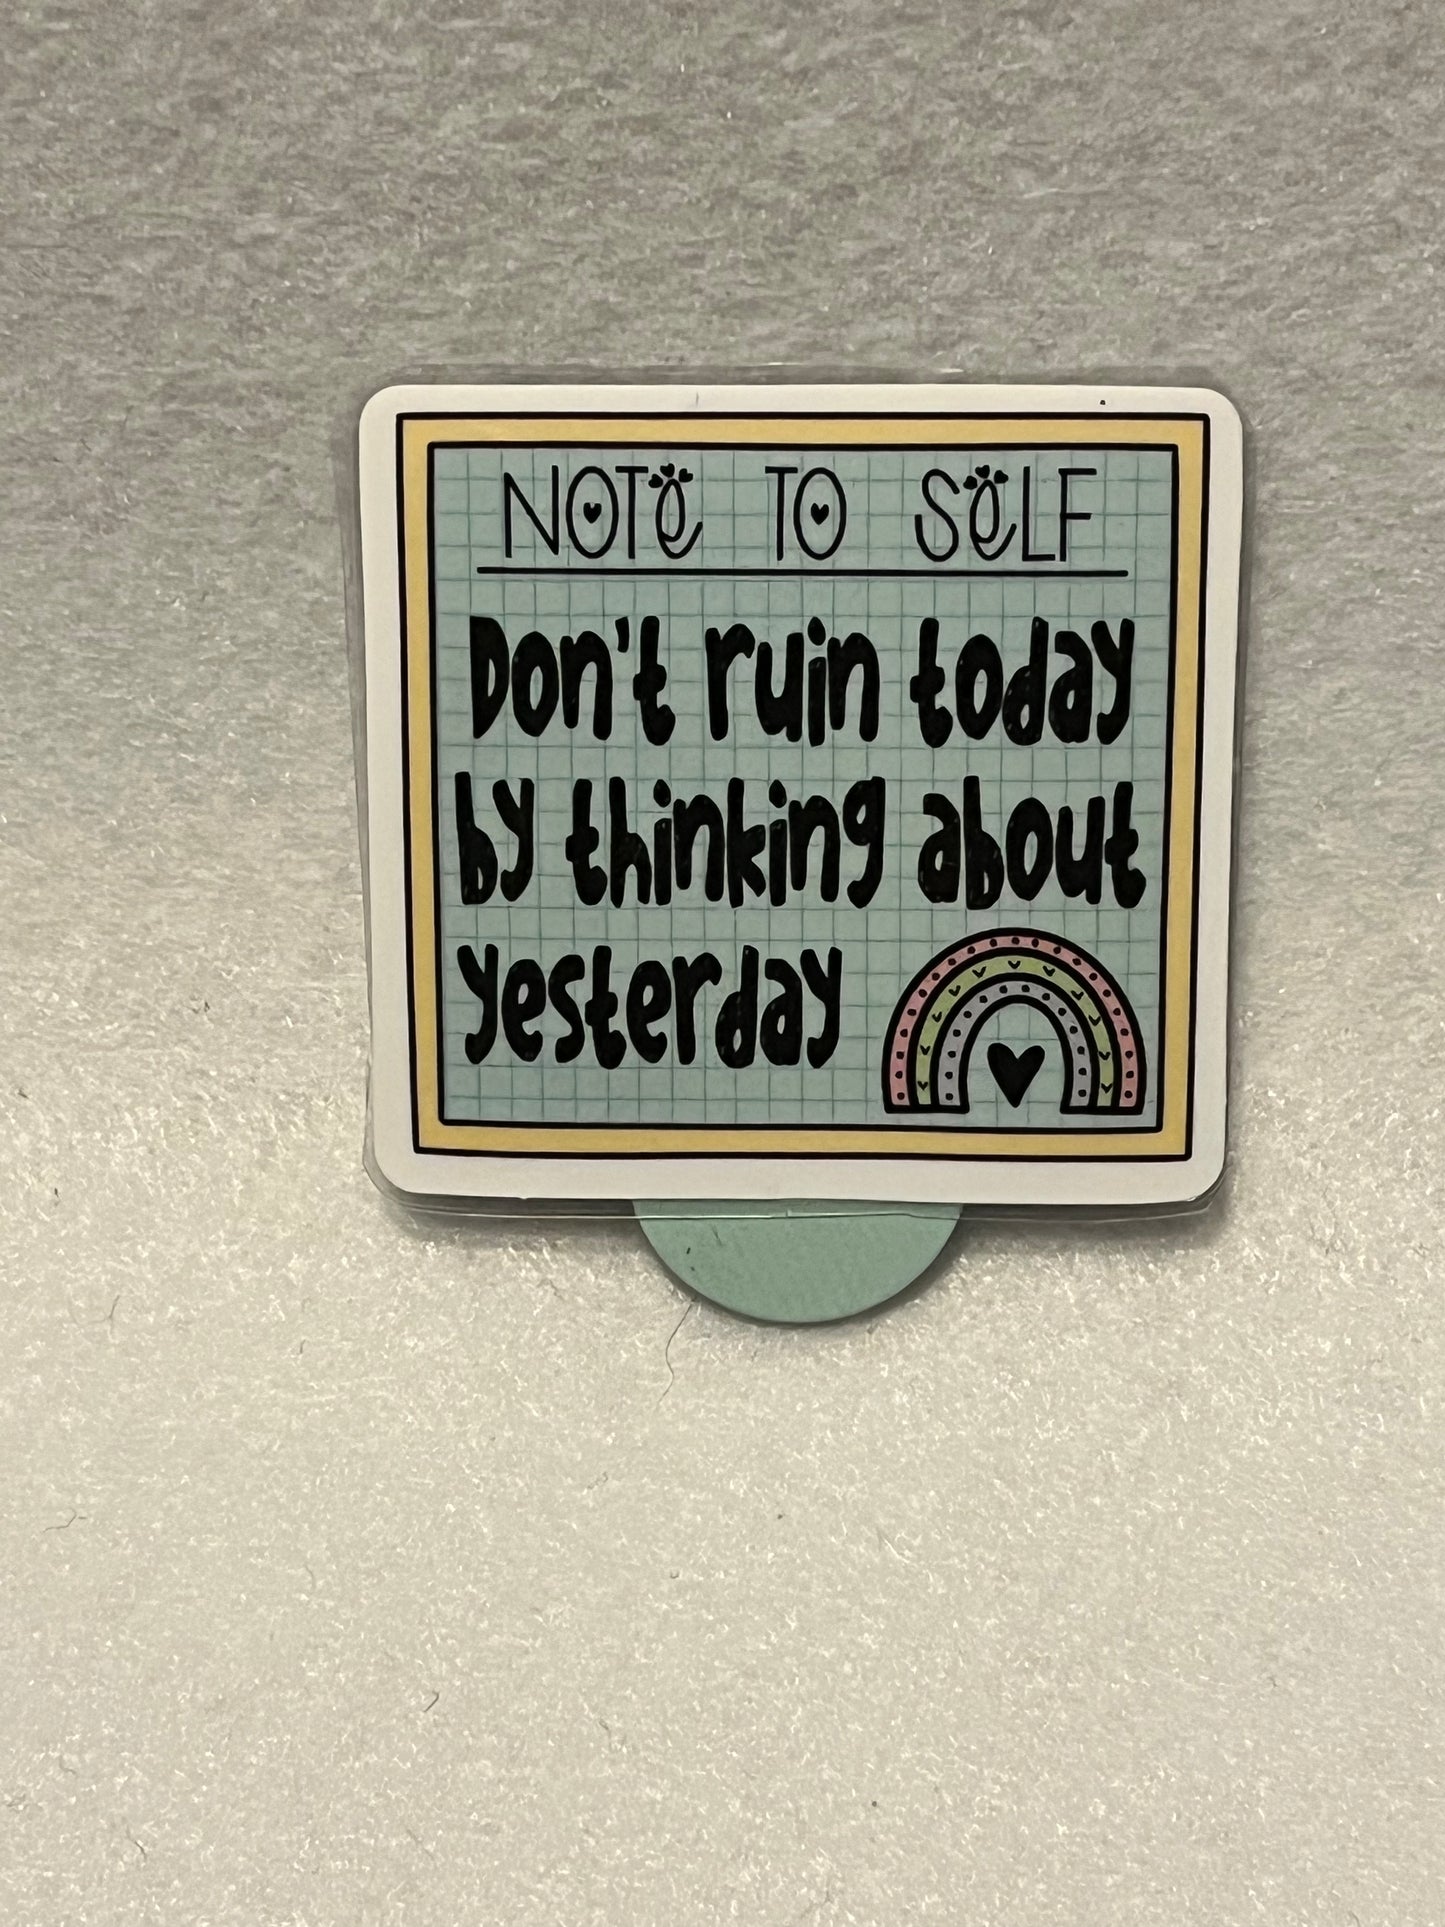 NOTe TO SeLF
Don't ruin today
by thinking about
yesterday